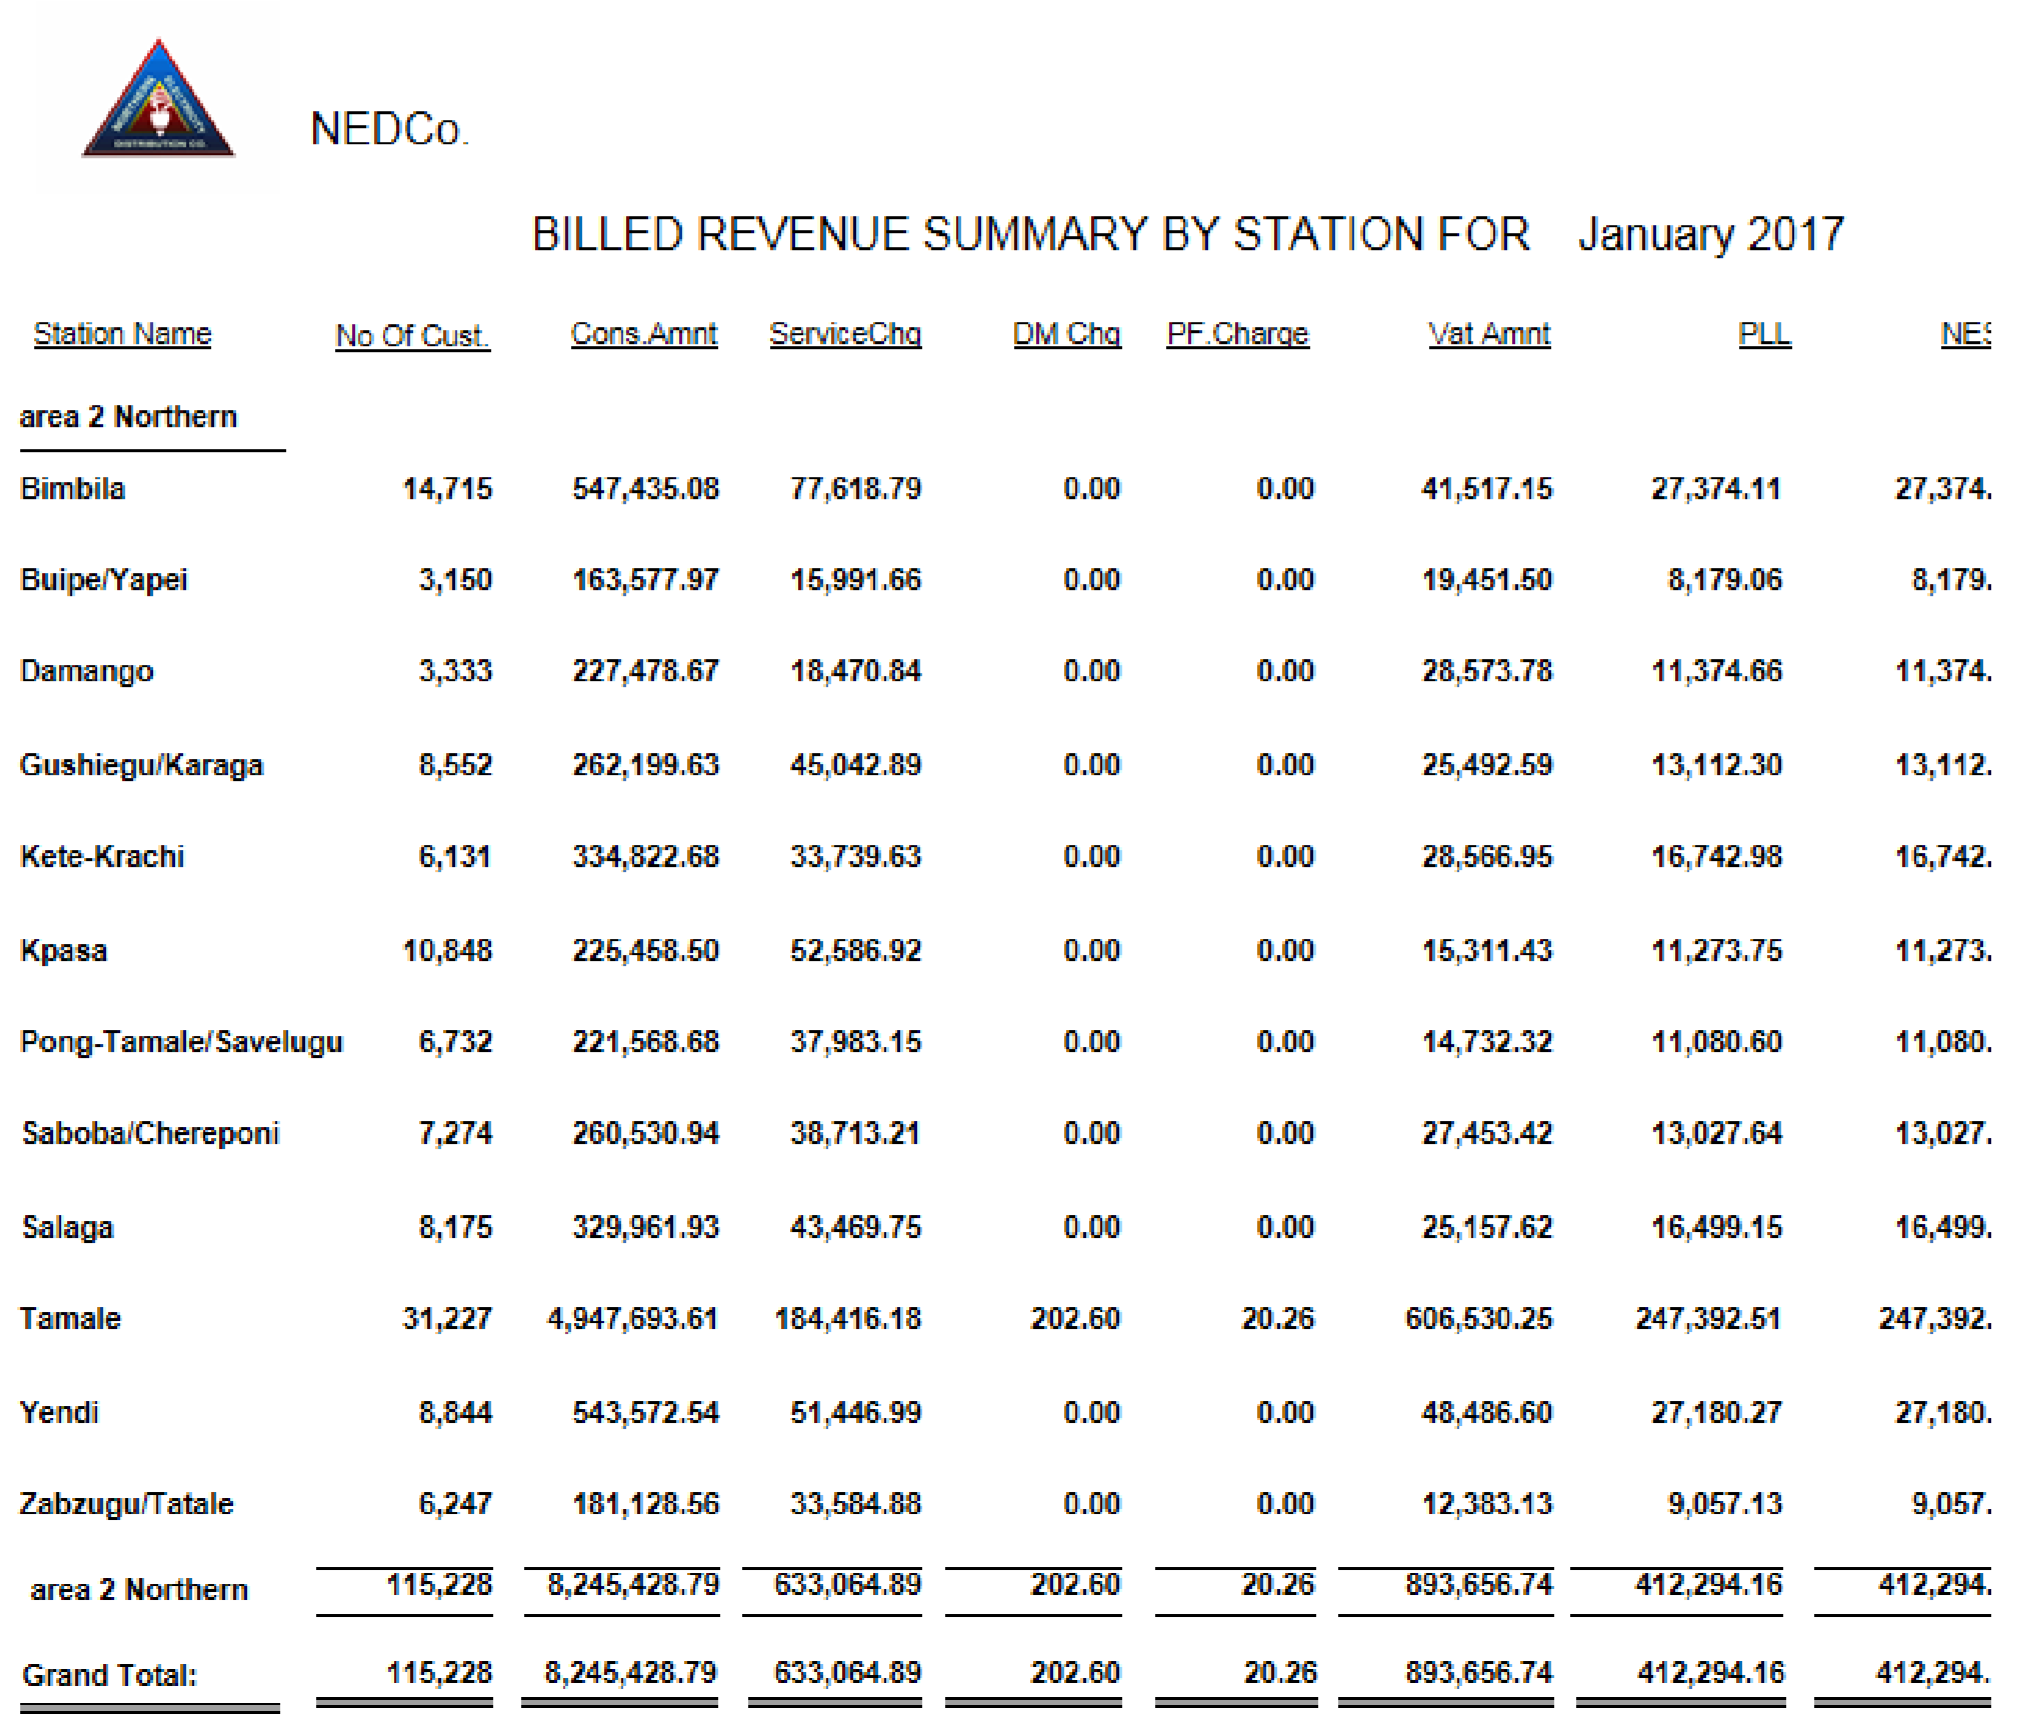 NORTHERN ELECTRICITY
DISTRIBUTION CO.
NEDCo.
BILLED REVENUE SUMMARY BY STATION FOR January 2017
Station Name No Of Cust. Cons.Amnt ServiceChg DM Chg PF.Charge Vat Amnt PLL NES
area 2 Northern
Bimbila 14,715 547,435.08 77,618.79 0.00 0.00 41,517.15 27,374.11 27,374.
Buipe/Yapei 3,150 163,577.97 15,991.66 0.00 0.00 19,451.50 8,179.06 8,179.
Damango 3,333 227,478.67 18,470.84 0.00 0.00 28,573.78 11,374.66 11,374.
Gushiegu/Karaga 8,552 262,199.63 45,042.89 0.00 0.00 25,492.59 13,112.30 13,112.
Kete-Krachi 6,131 334,822.68 33,739.63 0.00 0.00 28,566.95 16,742.98 16,742.
Kpasa 10,848 225,458.50 52,586.92 0.00 0.00 15,311.43 11,273.75 11,273.
Pong-Tamale/Savelugu 6,732 221,568.68 37,983.15 0.00 0.00 14,732.32 11,080.60 11,080.
Saboba/Chereponi 7,274 260,530.94 38,713.21 0.00 0.00 27,453.42 13,027.64 13,027.
Salaga 8,175 329,961.93 43,469.75 0.00 0.00 25,157.62 16,499.15 16,499.
Tamale 31,227 4,947,693.61 184,416.18 202.60 20.26 606,530.25 247,392.51 247,392.
Yendi 8,844 543,572.54 51,446.99 0.00 0.00 48,486.60 27,180.27 27,180.
Zabzugu/Tatale 6,247 181,128.56 33,584.88 0.00 0.00 12,383.13 9,057.13 9,057.
area 2 Northern 115,228 8,245,428.79 633,064.89 202.60 20.26 893,656.74 412,294.16 412,294.
Grand Total: 115,228 8,245,428.79 633,064.89 202.60 20.26 893,656.74 412,294.16 412,294.